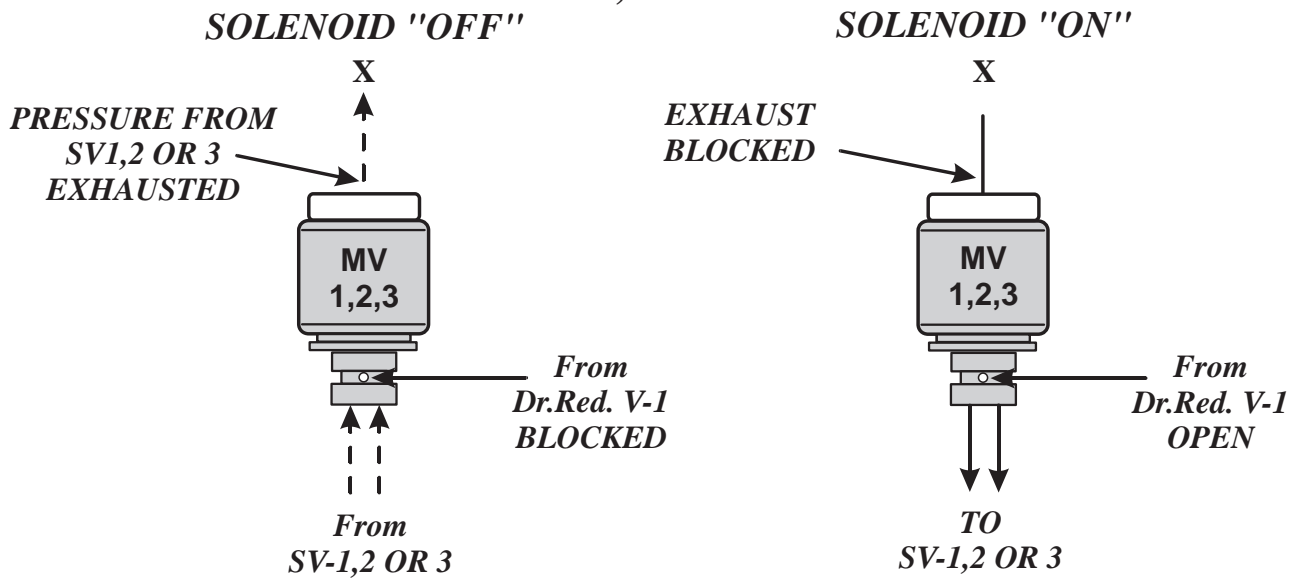 SOLENOID "OFF"
X
PRESSURE FROM
SV1,2 OR 3
EXHAUSTED
MV
1,2,3
From
Dr.Red. V-1
BLOCKED
From
SV-1,2 OR 3
SOLENOID "ON"
X
EXHAUST
BLOCKED
MV
1,2,3
From
Dr.Red. V-1
OPEN
TO
SV-1,2 OR 3